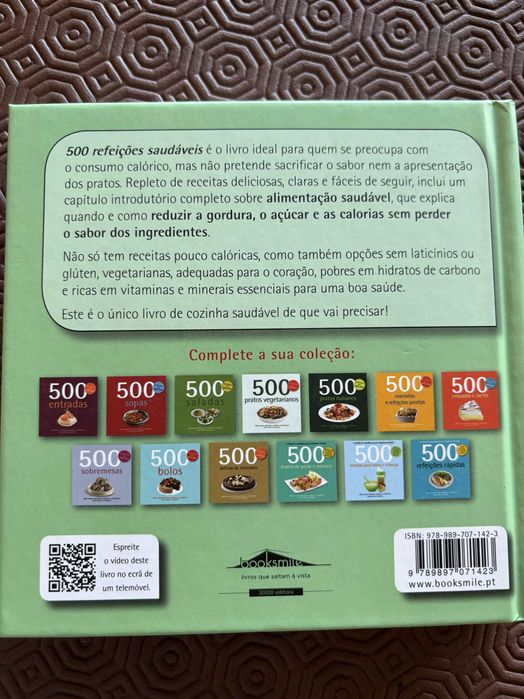 500 refeições saudáveis é o livro ideal para quem se preocupa com
o consumo calórico, mas não pretende sacrificar o sabor nem a apresentação
dos pratos. Repleto de receitas deliciosas, claras e fáceis de seguir, inclui um
capítulo introdutório completo sobre alimentação saudável, que explica
quando e como reduzir a gordura, o açúcar e as calorias sem perder
o sabor dos ingredientes.
Não só tem receitas pouco calóricas, como também opções sem laticínios ou
glúten, vegetarianas, adequadas para o coração, pobres em hidratos de carbono
e ricas em vitaminas e minerais essenciais para uma boa saúde.
Este é o único livro de cozinha saudável de que vai precisar!
Complete a sua coleção:
500 entradas
500 sopas
500 saladas
500 pratos vegetarianos
500 pratos italianos
500 marmitas e refeições prontas
500
500 sobremesas
500 bolos
500 delícias de chocolate
500 pratos de peixe e marisco
500
500 refeições rápidas
Espreite
o vídeo deste
livro no ecrã de
um telemóvel.
booksmile
livros que saltam à vista
20|20 editora
ISBN: 978-989-707-142-3
9 789897 071423
www.booksmile.pt